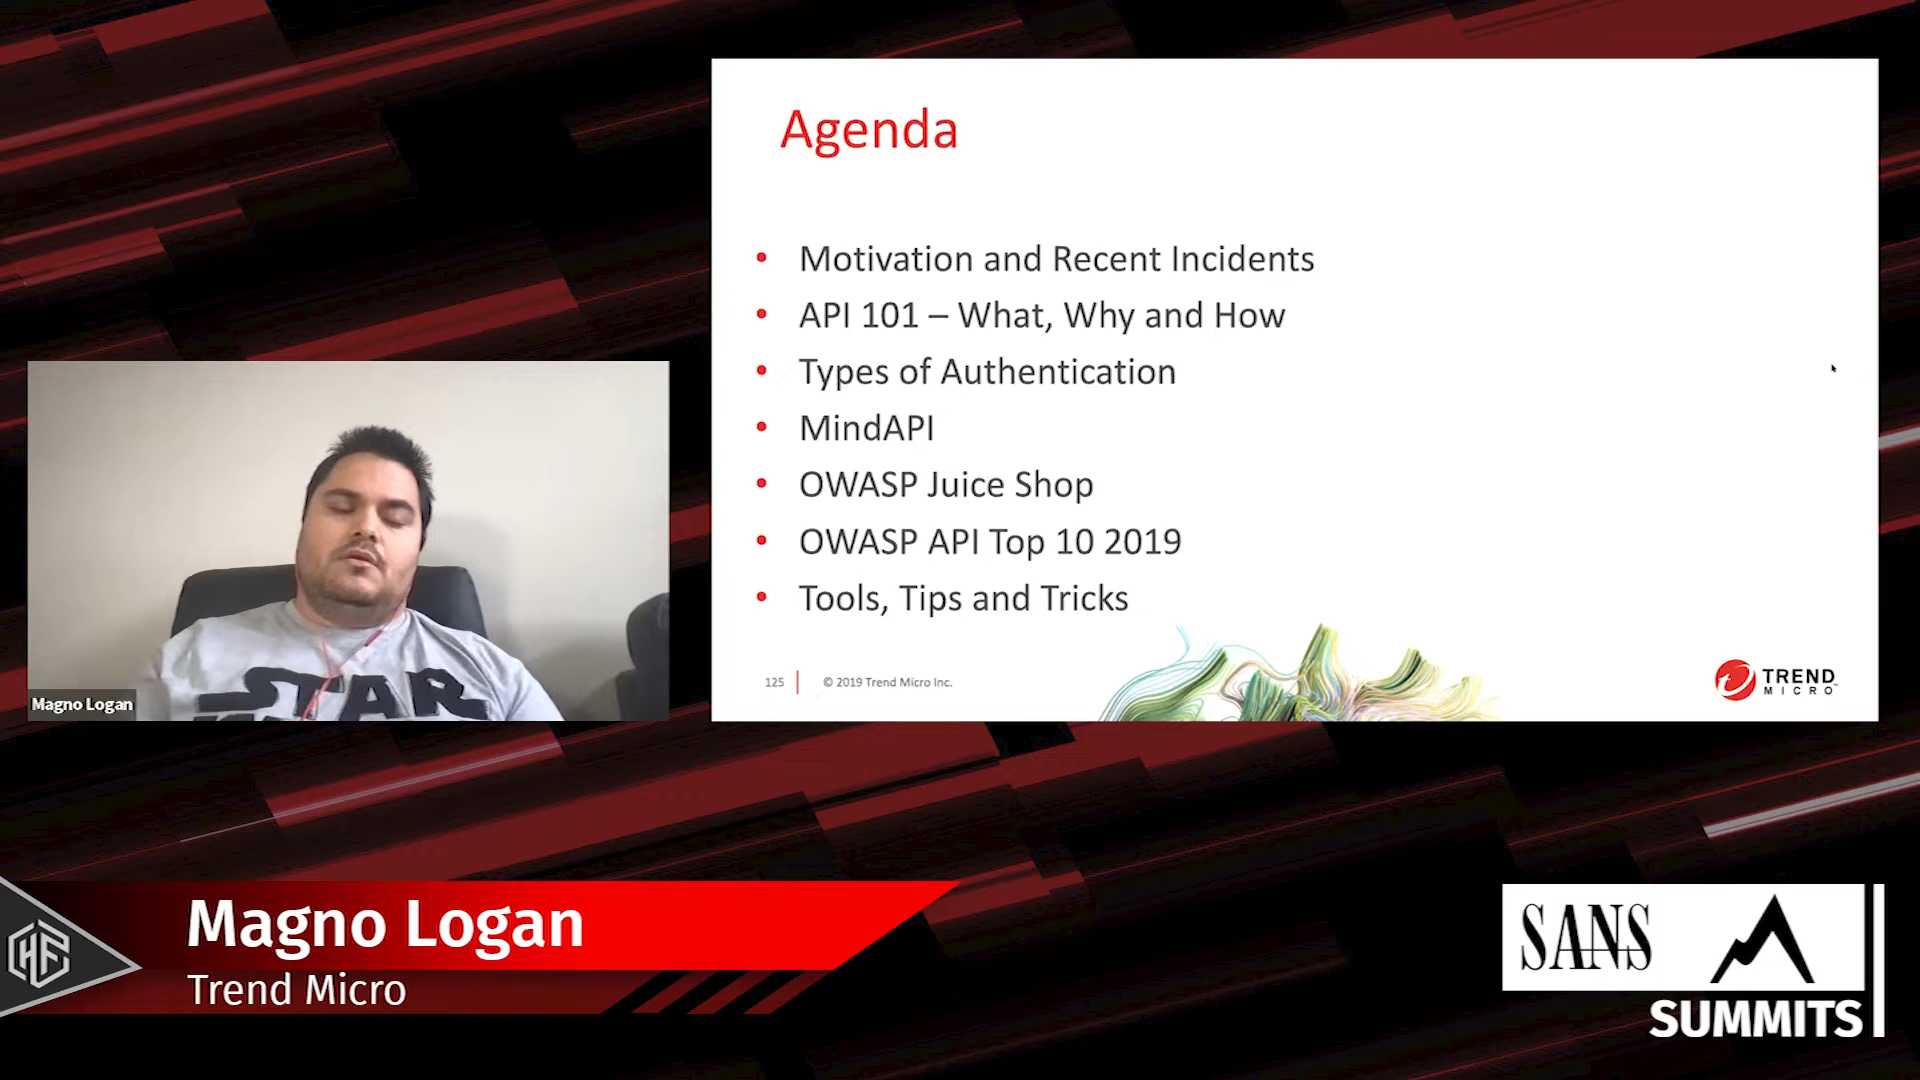 Agenda
• Motivation and Recent Incidents
• API 101 – What, Why and How
• Types of Authentication
• MindAPI
• OWASP Juice Shop
• OWASP API Top 10 2019
• Tools, Tips and Tricks
125 © 2019 Trend Micro Inc.
TREND
MICRO™
STAR
Magno Logan
Magno Logan
Trend Micro
HF
SANS
SUMMITS